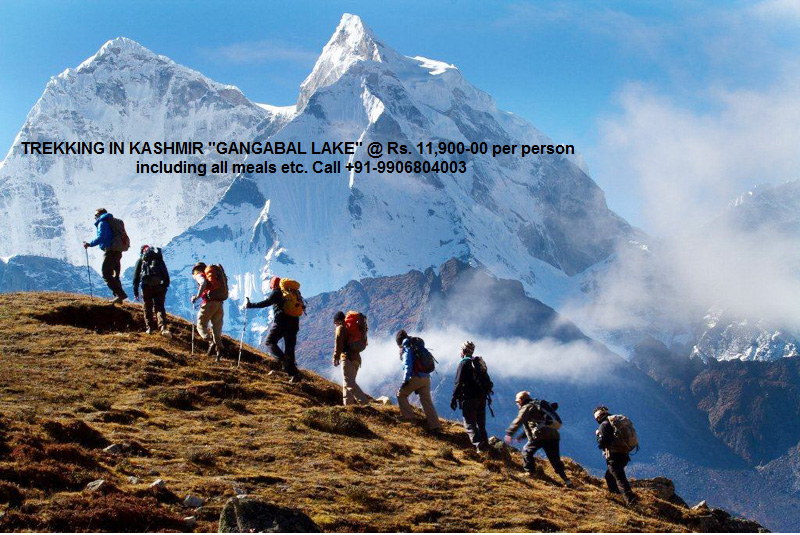 TREKKING IN KASHMIR "GANGABAL LAKE" @ Rs. 11,900-00 per person
including all meals etc. Call +91-9906804003